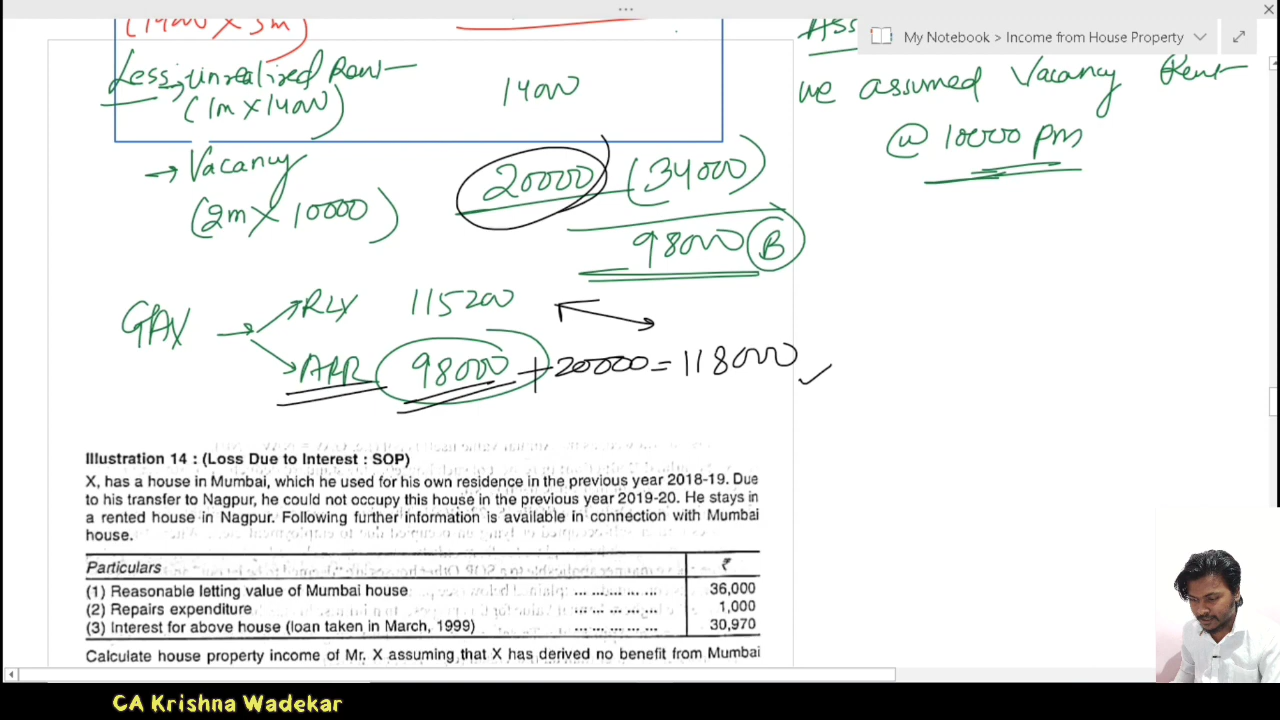 (1400 X 3m)
My Notebook > Income from House Property
Less → Unrealized Rent
(1m X 1400)
14000
we assumed Vacancy Rent
@ 10000 pm
→ Vacancy
(2m X 10000)
20000 (34000)
98000 B
GAV → RLV 115200
ARR 98000 + 20000 = 118000
Illustration 14 : (Loss Due to Interest : SOP)
X, has a house in Mumbai, which he used for his own residence in the previous year 2018-19. Due
to his transfer to Nagpur, he could not occupy this house in the previous year 2019-20. He stays in
a rented house in Nagpur. Following further information is available in connection with Mumbai
house.
Particulars ₹
(1) Reasonable letting value of Mumbai house ... ... ... ... ... 36,000
(2) Repairs expenditure ... ... ... ... ... 1,000
(3) Interest for above house (loan taken in March, 1999) ... ... ... ... ... 30,970
Calculate house property income of Mr. X assuming that X has derived no benefit from Mumbai
CA Krishna Wadekar